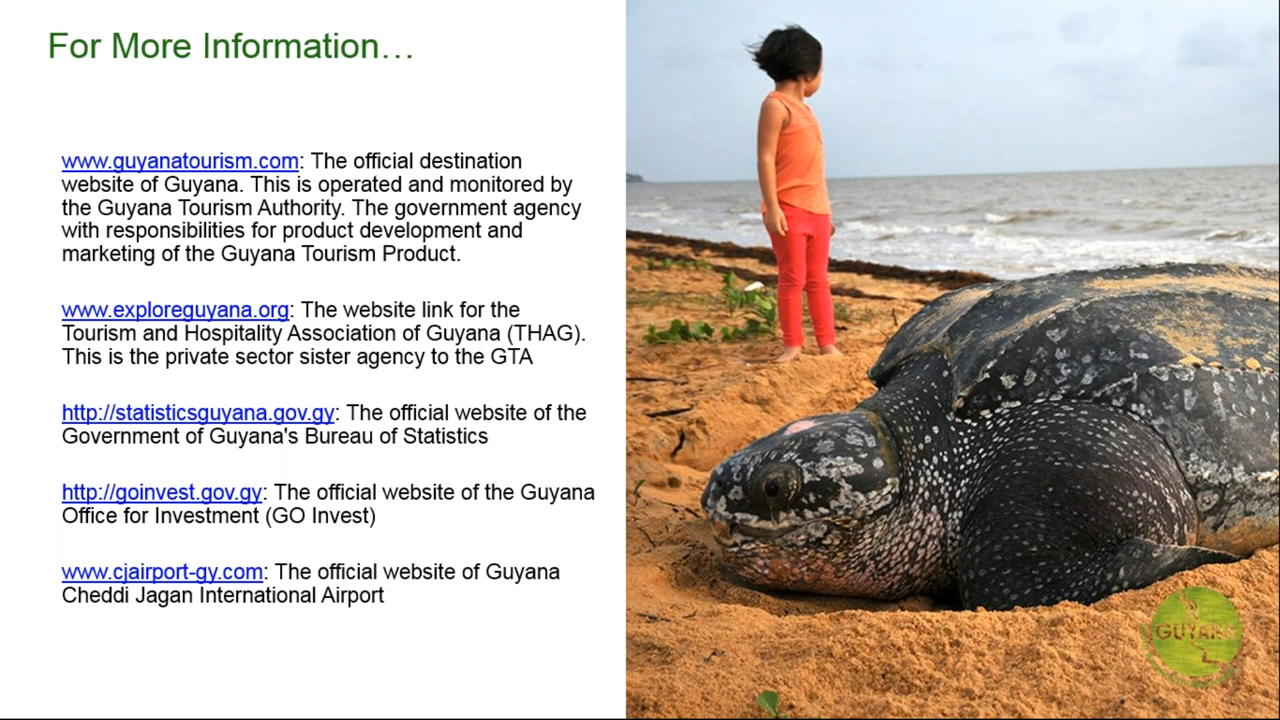 For More Information…
www.guyanatourism.com: The official destination
website of Guyana. This is operated and monitored by
the Guyana Tourism Authority. The government agency
with responsibilities for product development and
marketing of the Guyana Tourism Product.
www.exploreguyana.org: The website link for the
Tourism and Hospitality Association of Guyana (THAG).
This is the private sector sister agency to the GTA
http://statisticsguyana.gov.gy: The official website of the
Government of Guyana's Bureau of Statistics
http://goinvest.gov.gy: The official website of the Guyana
Office for Investment (GO Invest)
www.cjairport-gy.com: The official website of Guyana
Cheddi Jagan International Airport
GUYANA